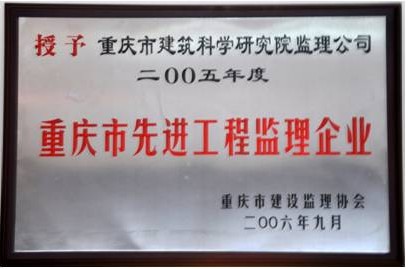 授予 重庆市建筑科学研究院监理公司
二00五年度
重庆市先进工程监理企业
重庆市建设监理协会
二00六年九月